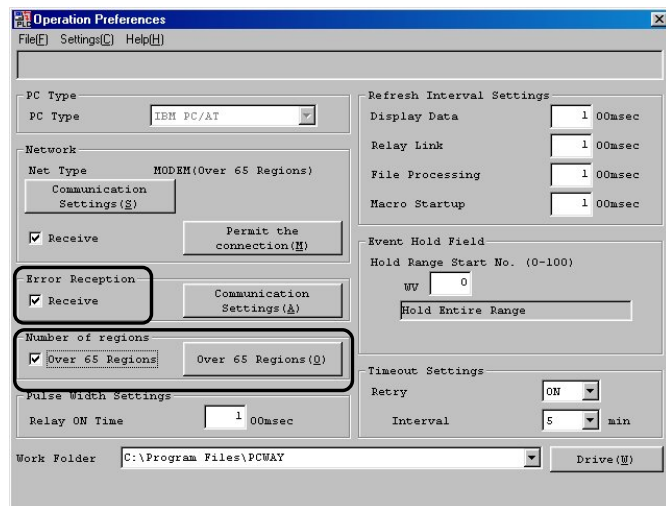 PLC Operation Preferences
File(F) Settings(C) Help(H)
PC Type
PC Type IBM PC/AT
Network
Net Type MODEM(Over 65 Regions)
Communication
Settings(S)
Receive
Permit the
connection(M)
Error Reception
Receive
Communication
Settings(A)
Number of regions
Over 65 Regions Over 65 Regions(O)
Pulse Width Settings
Relay ON Time 1 00msec
Refresh Interval Settings
Display Data 1 00msec
Relay Link 1 00msec
File Processing 1 00msec
Macro Startup 1 00msec
Event Hold Field
Hold Range Start No. (0-100)
WV 0
Hold Entire Range
Timeout Settings
Retry ON
Interval 5 min
Work Folder C:\Program Files\PCWAY Drive(W)